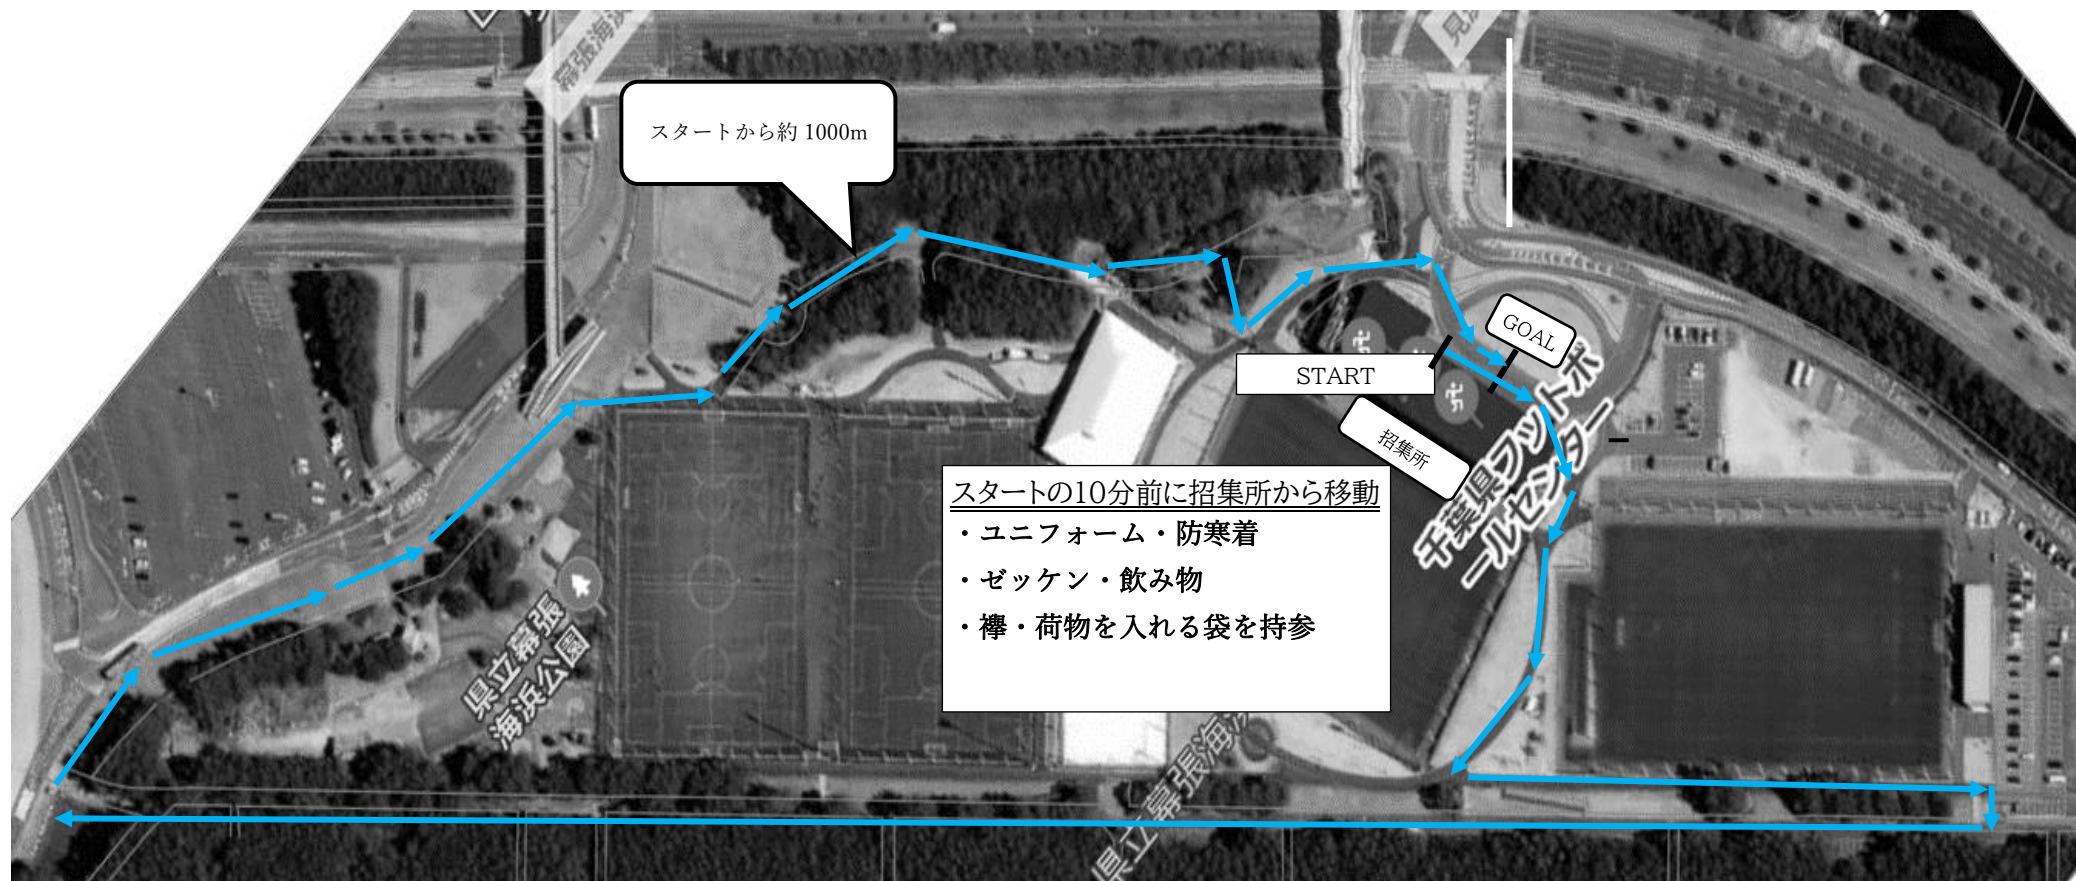 幕張海浜
見浜
スタートから約 1000m
GOAL
START
招集所
千葉県フットボ
ールセンター
スタートの10分前に招集所から移動
・ユニフォーム・防寒着
・ゼッケン・飲み物
・襷・荷物を入れる袋を持参
県立幕張
海浜公園
県立幕張海浜